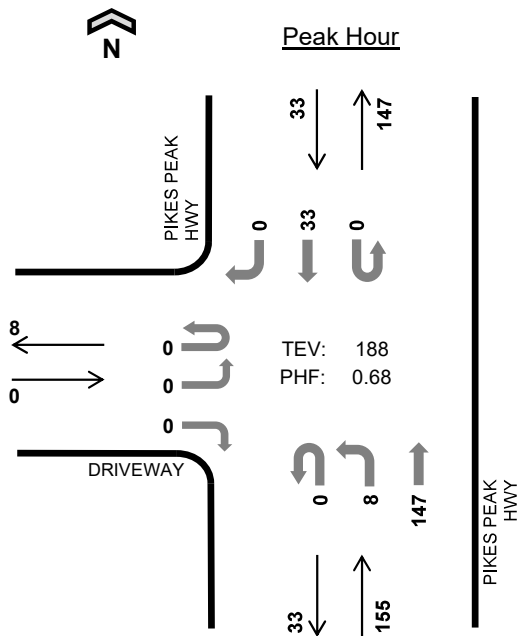 N
Peak Hour
33
147
PIKES PEAK
HWY
0
33
0
8
0
0
0
0
TEV: 188
PHF: 0.68
DRIVEWAY
0
8
147
PIKES PEAK
HWY
33
155